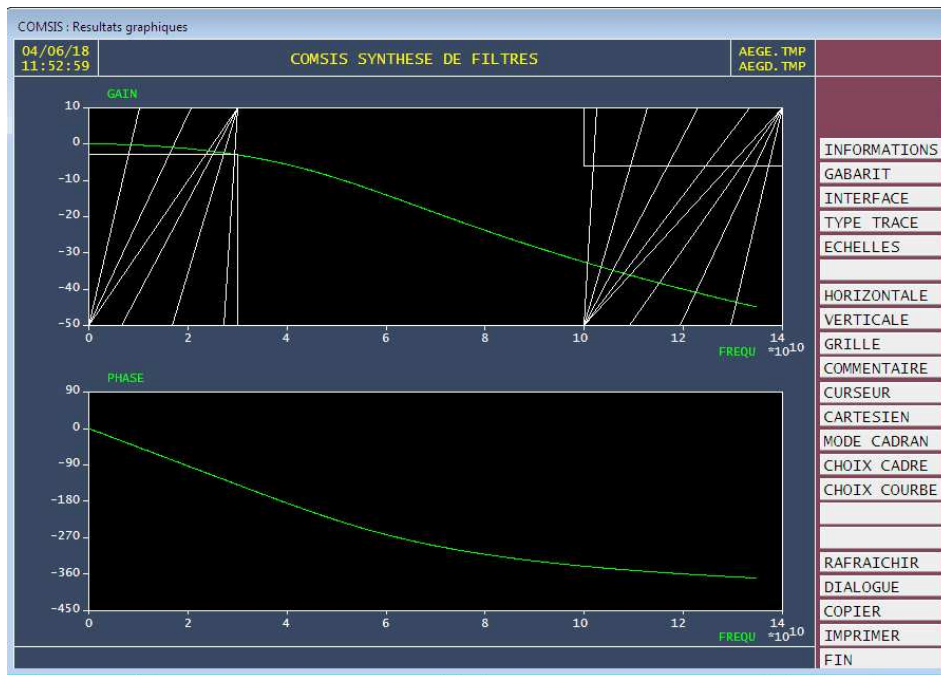 COMSIS : Resultats graphiques
04/06/18
11:52:59
COMSIS SYNTHESE DE FILTRES
AEGE.TMP
AEGD.TMP
GAIN
10
0
-10
-20
-30
-40
-50
0 2 4 6 8 10 12 14
FREQU *10^10
PHASE
90
0
-90
-180
-270
-360
-450
0 2 4 6 8 10 12 14
FREQU *10^10
INFORMATIONS
GABARIT
INTERFACE
TYPE TRACE
ECHELLES
HORIZONTALE
VERTICALE
GRILLE
COMMENTAIRE
CURSEUR
CARTESIEN
MODE CADRAN
CHOIX CADRE
CHOIX COURBE
RAFRAICHIR
DIALOGUE
COPIER
IMPRIMER
FIN